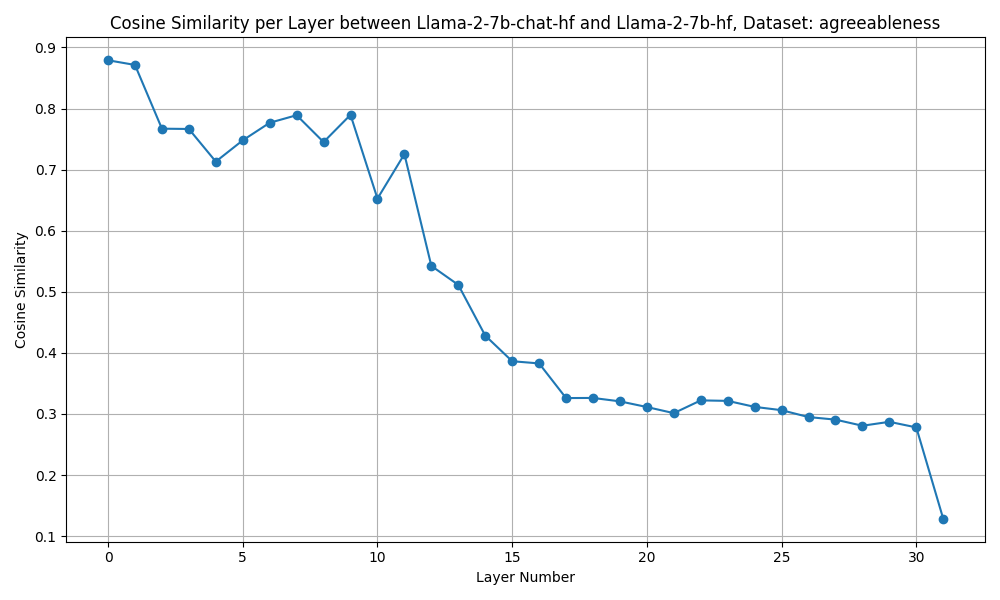 Cosine Similarity per Layer between Llama-2-7b-chat-hf and Llama-2-7b-hf, Dataset: agreeableness
Cosine Similarity
0.9
0.8
0.7
0.6
0.5
0.4
0.3
0.2
0.1
0 5 10 15 20 25 30
Layer Number